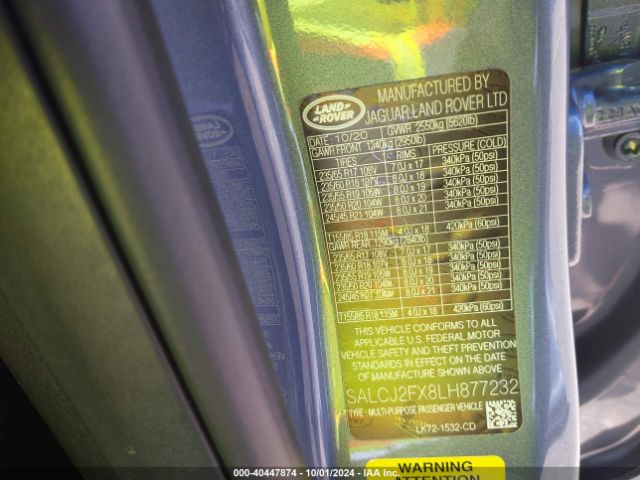 LAND ROVER
MANUFACTURED BY
JAGUAR LAND ROVER LTD
DATE 10/20 GVWR 2550kg (5620lb)
GAWR FRONT 1340kg (2950lb)
TYRES RIMS PRESSURE (COLD)
235/65 R17 108V 7.0J x 17 340kPa (50psi)
235/60 R18 107V 8.0J x 18 340kPa (50psi)
235/55 R19 105W 8.0J x 19 340kPa (50psi)
235/50 R20 104W 8.0J x 20 340kPa (50psi)
245/45 R21 104W 8.0J x 21 340kPa (50psi)
T155/85 R18 115M 4.0J x 18 420kPa (60psi)
GAWR REAR 1290kg (2840lb)
235/65 R17 108V 7.0J x 17 340kPa (50psi)
235/60 R18 107V 8.0J x 18 340kPa (50psi)
235/55 R19 105W 8.0J x 19 340kPa (50psi)
235/50 R20 104W 8.0J x 20 340kPa (50psi)
245/45 R21 104W 8.0J x 21 340kPa (50psi)
T155/85 R18 115M 4.0J x 18 420kPa (60psi)
THIS VEHICLE CONFORMS TO ALL
APPLICABLE U.S. FEDERAL MOTOR
VEHICLE SAFETY AND THEFT PREVENTION
STANDARDS IN EFFECT ON THE DATE
OF MANUFACTURE SHOWN ABOVE
SALCJ2FX8LH877232
TYPE: MULTI-PURPOSE PASSENGER VEHICLE
LK72-1532-CD
WARNING
ATTENTION
000-40447874 - 10/01/2024 - IAAI.com